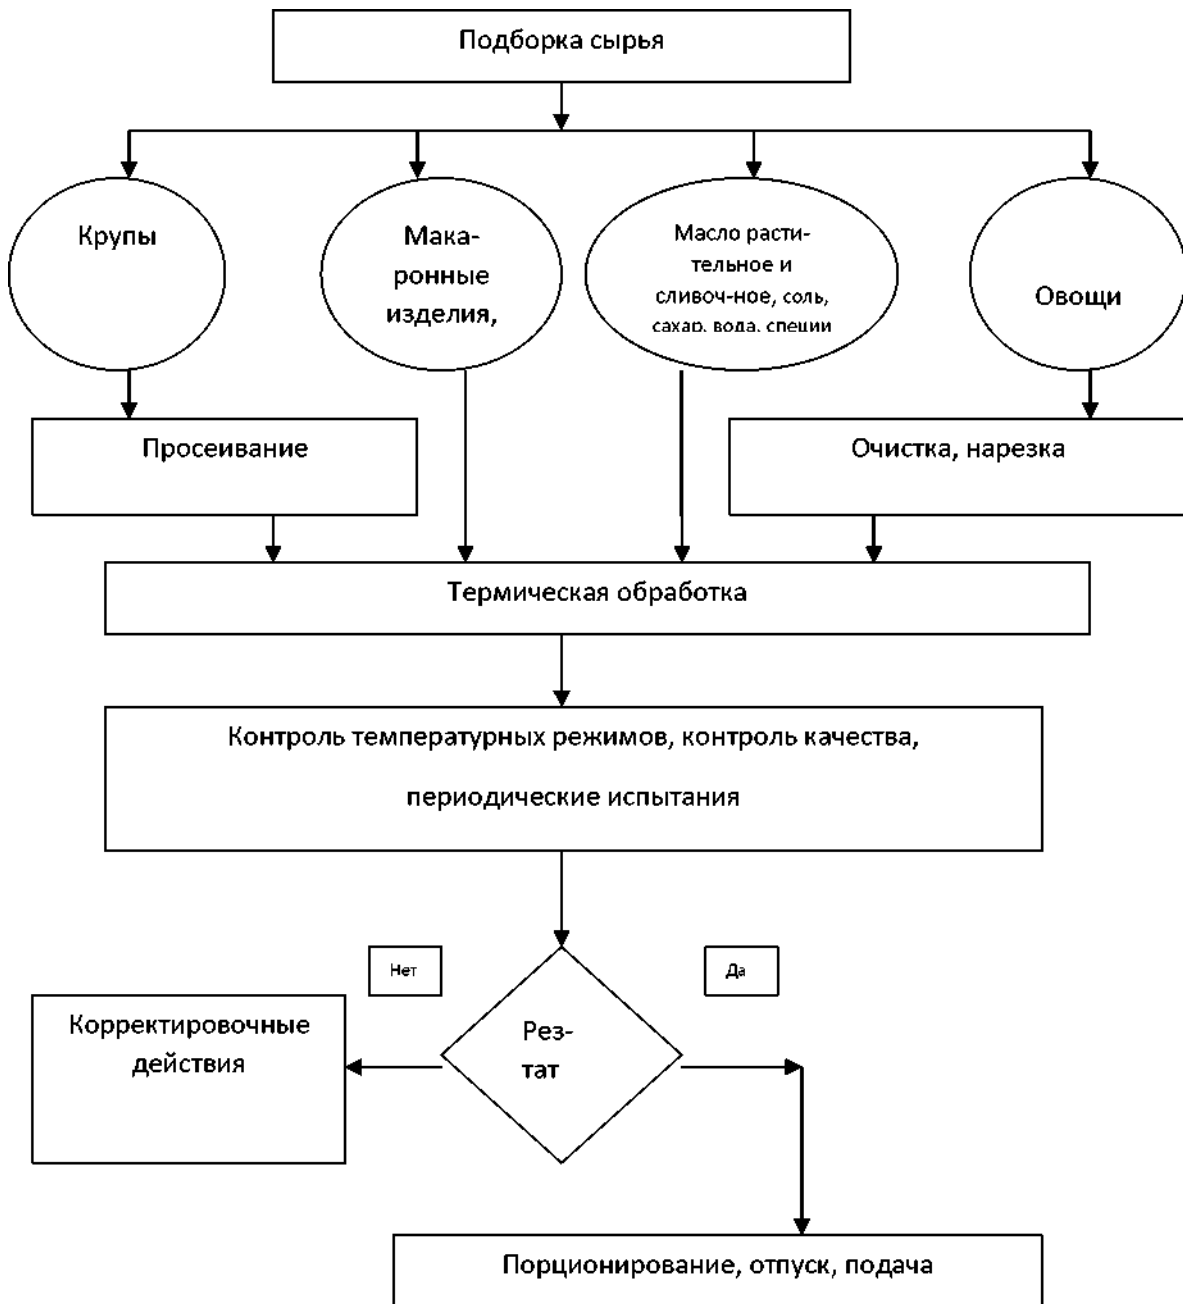 Подборка сырья
Крупы
Мака-
ронные
изделия,
Масло расти-
тельное и
сливоч-ное, соль,
сахар, вода, специи
Овощи
Просеивание
Очистка, нарезка
Термическая обработка
Контроль температурных режимов, контроль качества,
периодические испытания
Нет
Да
Рез-
тат
Корректировочные
действия
Порционирование, отпуск, подача